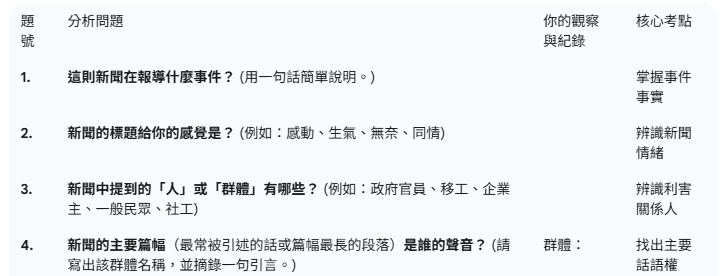 題號 分析問題 你的觀察與紀錄 核心考點
1. 這則新聞在報導什麼事件？ (用一句話簡單說明。) 掌握事件事實
2. 新聞的標題給你的感覺是？ (例如：感動、生氣、無奈、同情) 辨識新聞情緒
3. 新聞中提到的「人」或「群體」有哪些？ (例如：政府官員、移工、企業
主、一般民眾、社工) 辨識利害關係人
4. 新聞的主要篇幅（最常被引述的話或篇幅最長的段落）是誰的聲音？ (請
寫出該群體名稱，並摘錄一句引言。) 群體： 找出主要話語權